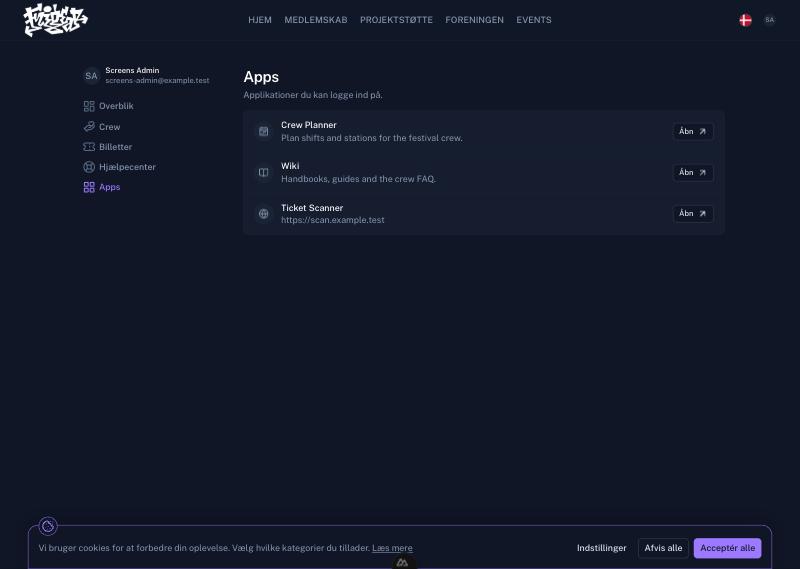 HJEM MEDLEMSKAB PROJEKTSTØTTE FORENINGEN EVENTS
SA
SA
Screens Admin
screens-admin@example.test
Overblik
Crew
Billetter
Hjælpecenter
Apps
Apps
Applikationer du kan logge ind på.
Crew Planner
Plan shifts and stations for the festival crew.
Åbn
Wiki
Handbooks, guides and the crew FAQ.
Åbn
Ticket Scanner
https://scan.example.test
Åbn
Vi bruger cookies for at forbedre din oplevelse. Vælg hvilke kategorier du tillader. Læs mere
Indstillinger
Afvis alle
Acceptér alle